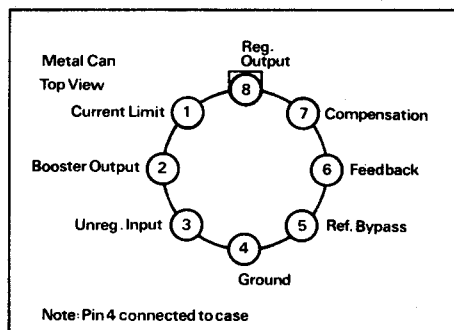 Metal Can
Top View
Reg.
Output
8
Current Limit 1
7 Compensation
Booster Output 2
6 Feedback
Unreg. Input 3
5 Ref. Bypass
4
Ground
Note: Pin 4 connected to case